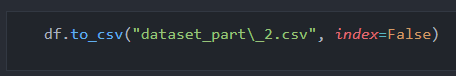 df.to_csv("dataset_part\_2.csv", index=False)